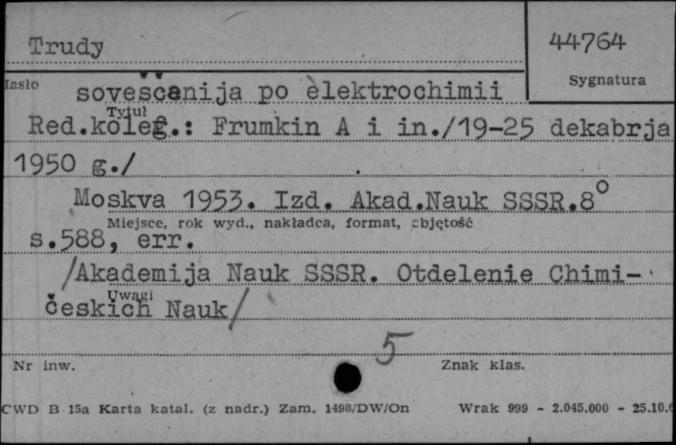 Trudy
44764
Hasło
Sygnatura
soveščanija po èlektrochimii
Tytuł
Red.koleg.: Frumkin A i in./19-25 dekabrja
1950 g./
Moskva 1953. Izd. Akad.Nauk SSSR.8°
Miejsce, rok wyd., nakładca, format, objętość
s.588, err.
/Akademija Nauk SSSR. Otdelenie Chimi-
Uwagi
českich Nauk/
5
Nr inw.
Znak klas.
CWD B 15a Karta katal. (z nadr.) Zam. 1498/DW/On
Wrak 999 - 2.045.000 - 25.10.